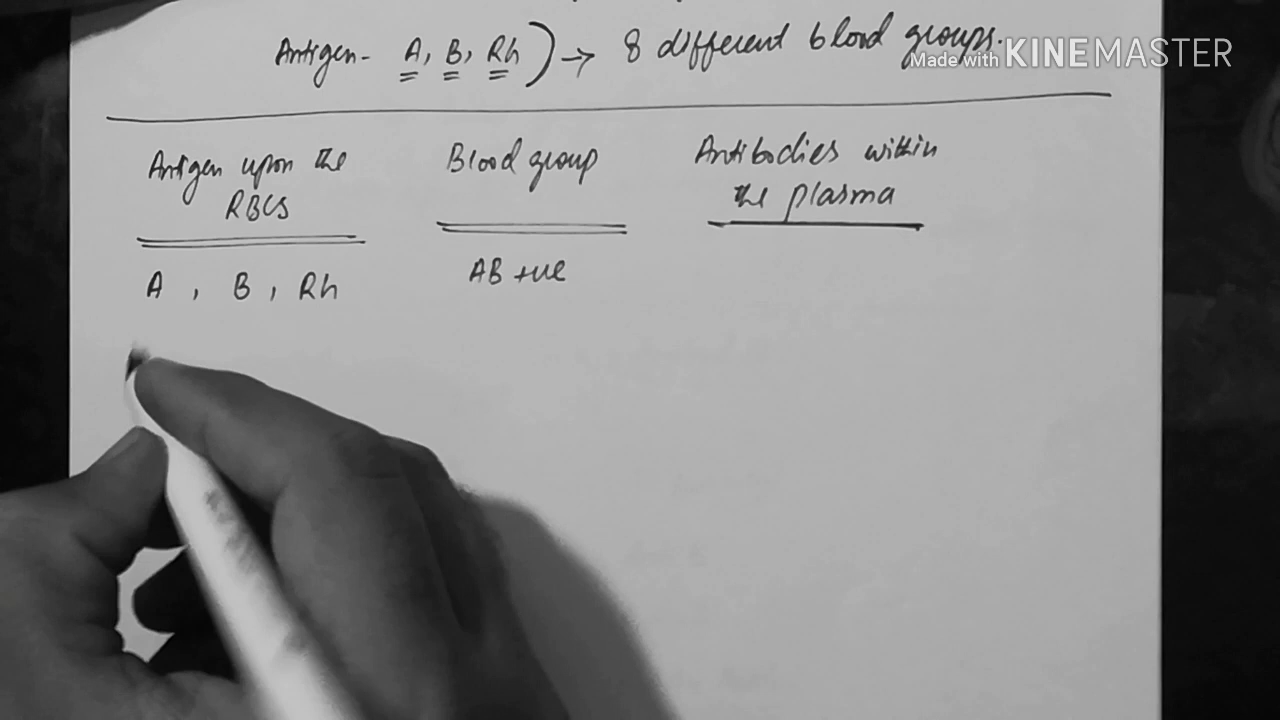 Antigen - A, B, Rh) → 8 different blood groups.
Made with KINEMASTER
Antigen upon the
RBCs
Blood group
Antibodies within
the plasma
A , B , Rh
AB +ve